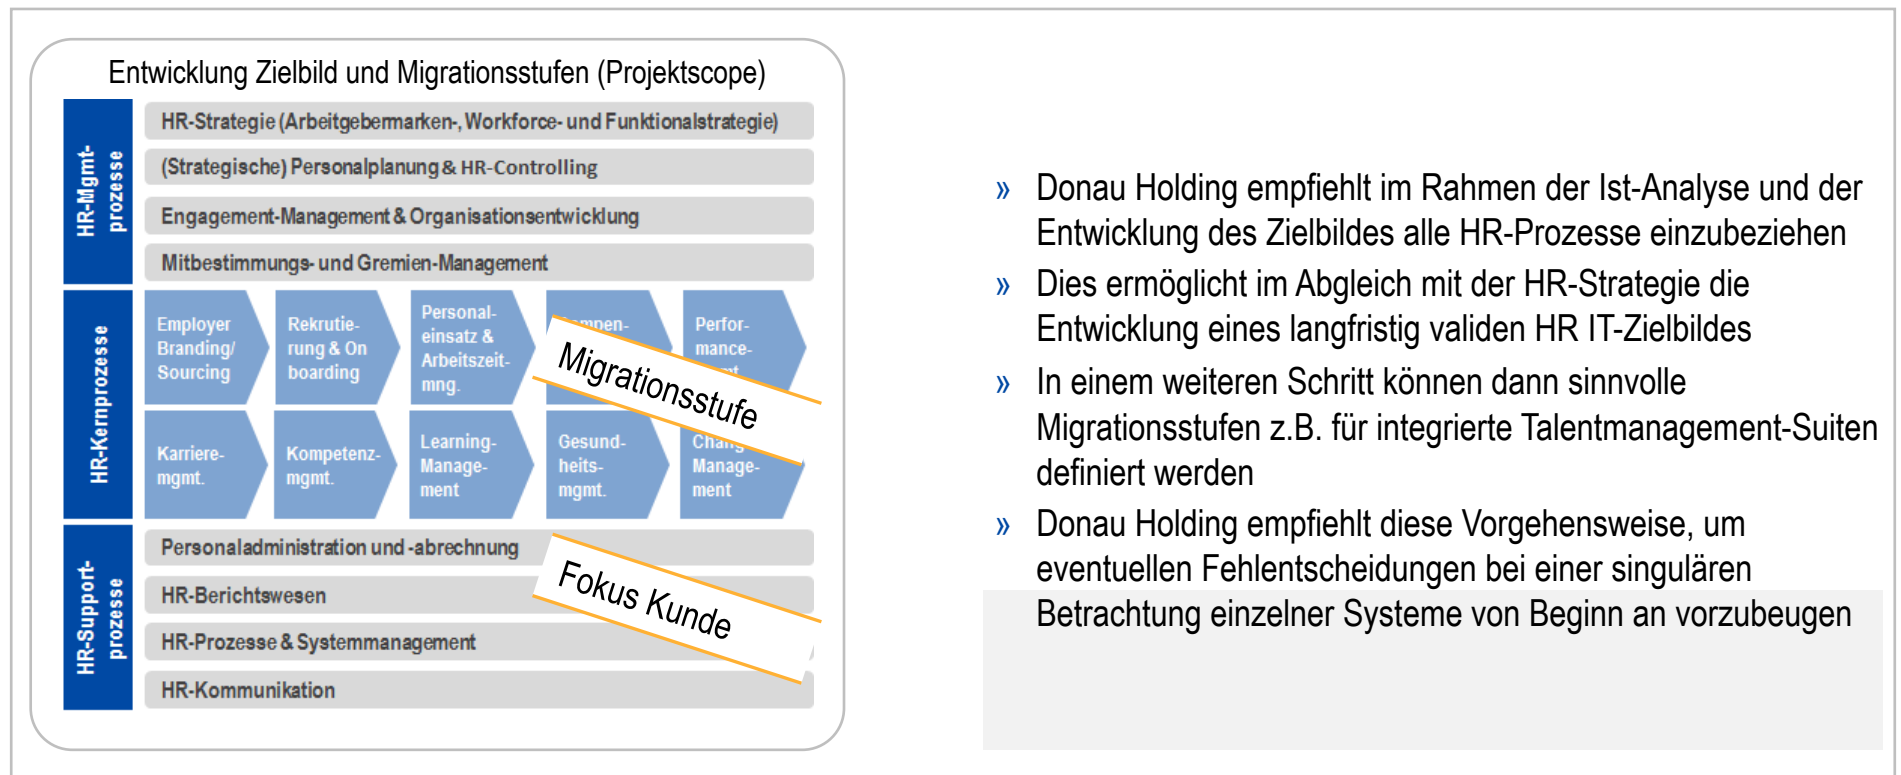 Entwicklung Zielbild und Migrationsstufen (Projektscope)
HR-Mgmt-
prozesse
HR-Strategie (Arbeitgebermarken-, Workforce- und Funktionalstrategie)
(Strategische) Personalplanung & HR-Controlling
Engagement-Management & Organisationsentwicklung
Mitbestimmungs- und Gremien-Management
HR-Kernprozesse
Employer
Branding/
Sourcing
Rekrutie-
rung & On
boarding
Personal-
einsatz &
Arbeitszeit-
mng.
Perfor-
mance-
Migrationsstufe
Karriere-
mgmt.
Kompetenz-
mgmt.
Learning-
Manage-
ment
Gesund-
heits-
mgmt.
Manage-
ment
HR-Support-
prozesse
Personaladministration und -abrechnung
HR-Berichtswesen
HR-Prozesse & Systemmanagement
HR-Kommunikation
Fokus Kunde
» Donau Holding empfiehlt im Rahmen der Ist-Analyse und der
Entwicklung des Zielbildes alle HR-Prozesse einzubeziehen
» Dies ermöglicht im Abgleich mit der HR-Strategie die
Entwicklung eines langfristig validen HR IT-Zielbildes
» In einem weiteren Schritt können dann sinnvolle
Migrationsstufen z.B. für integrierte Talentmanagement-Suiten
definiert werden
» Donau Holding empfiehlt diese Vorgehensweise, um
eventuellen Fehlentscheidungen bei einer singulären
Betrachtung einzelner Systeme von Beginn an vorzubeugen